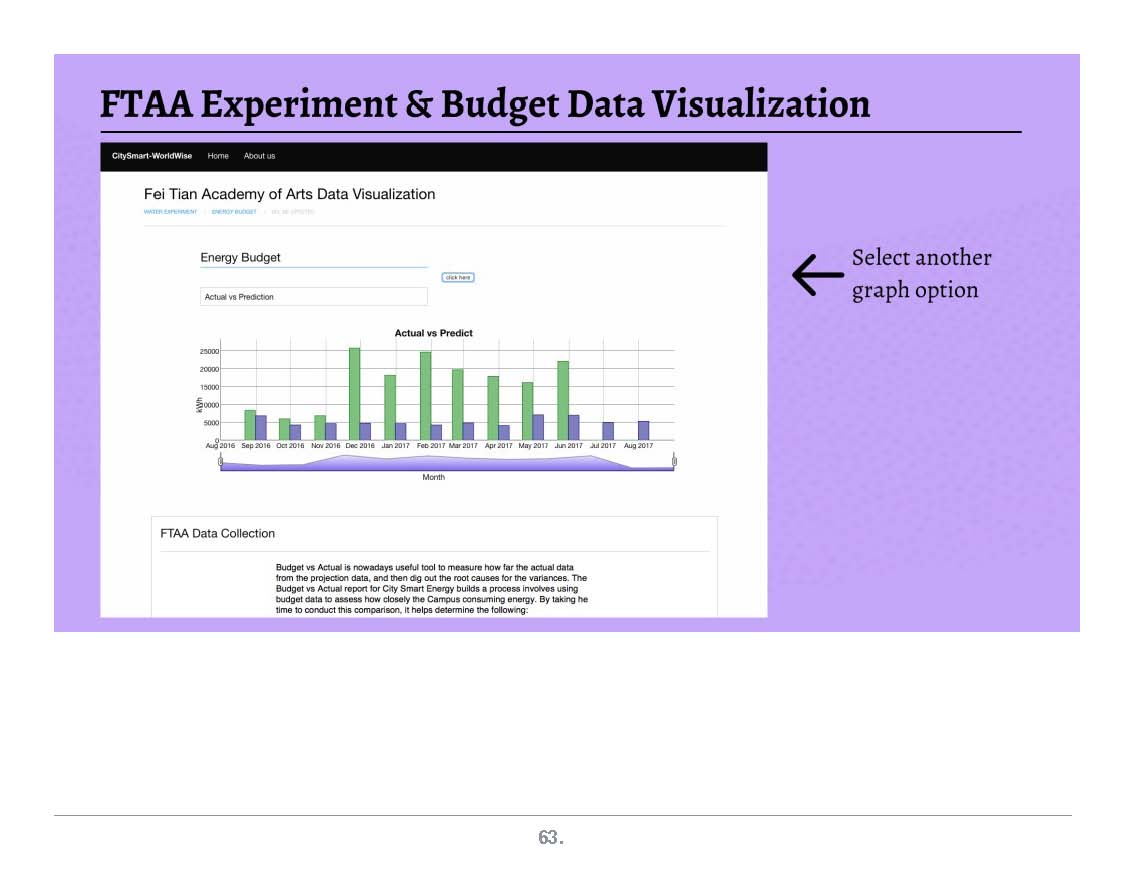 FTAA Experiment & Budget Data Visualization
CitySmart-WorldWise Home About us
Fei Tian Academy of Arts Data Visualization
WATER EXPERIMENT / ENERGY BUDGET / WILL BE UPDATED
Energy Budget
click here
Actual vs Prediction
Select another
graph option
Actual vs Predict
25000
20000
15000
10000
5000
0
kWh
Aug 2016 Sep 2016 Oct 2016 Nov 2016 Dec 2016 Jan 2017 Feb 2017 Mar 2017 Apr 2017 May 2017 Jun 2017 Jul 2017 Aug 2017
Month
FTAA Data Collection
Budget vs Actual is nowadays useful tool to measure how far the actual data
from the projection data, and then dig out the root causes for the variances. The
Budget vs Actual report for City Smart Energy builds a process involves using
budget data to assess how closely the Campus consuming energy. By taking he
time to conduct this comparison, it helps determine the following:
63.